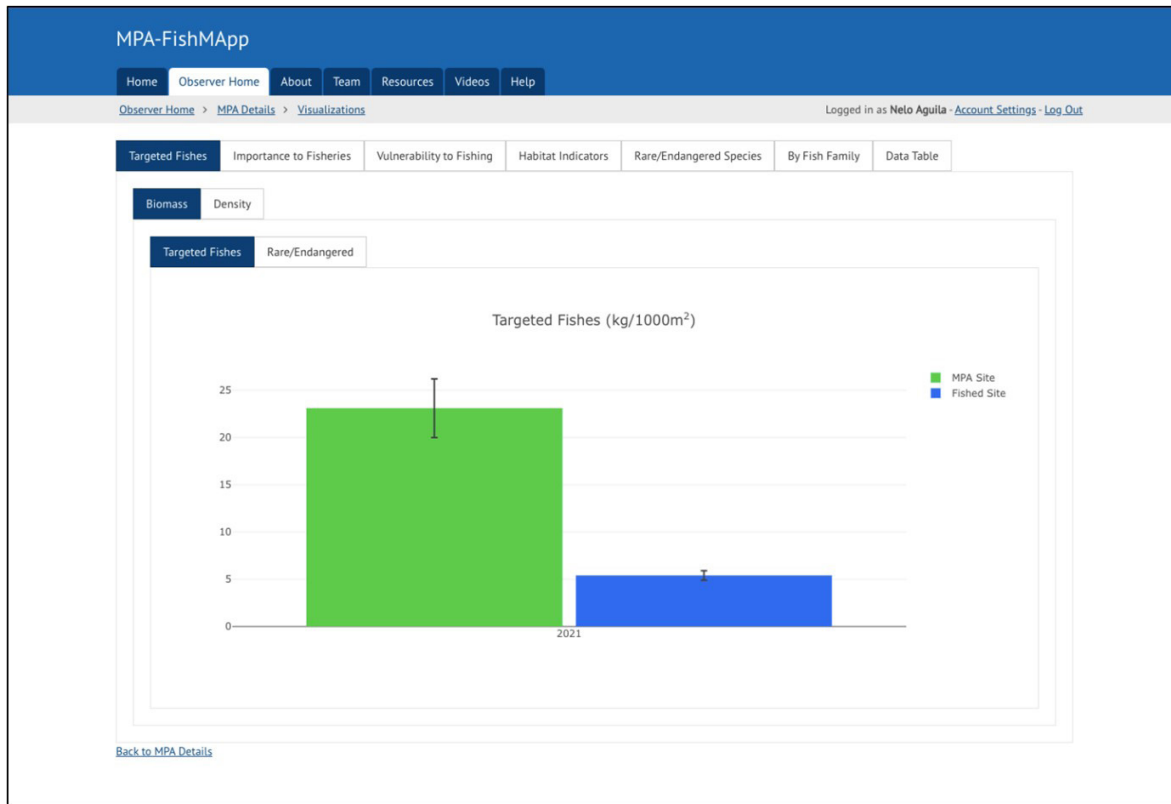 MPA-FishMApp
Home Observer Home About Team Resources Videos Help
Observer Home > MPA Details > Visualizations
Logged in as Nelo Aguila - Account Settings - Log Out
Targeted Fishes Importance to Fisheries Vulnerability to Fishing Habitat Indicators Rare/Endangered Species By Fish Family Data Table
Biomass Density
Targeted Fishes Rare/Endangered
Targeted Fishes (kg/1000m²)
MPA Site
Fished Site
25
20
15
10
5
0
2021
Back to MPA Details